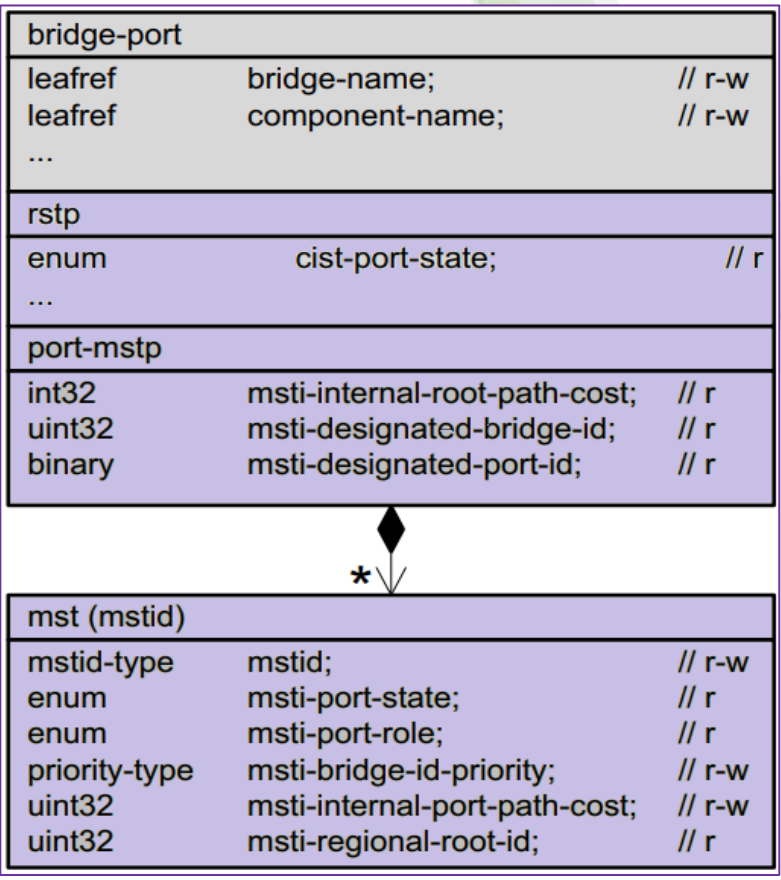 bridge-port
leafref bridge-name; // r-w
leafref component-name; // r-w
...
rstp
enum cist-port-state; // r
...
port-mstp
int32 msti-internal-root-path-cost; // r
uint32 msti-designated-bridge-id; // r
binary msti-designated-port-id; // r
*
mst (mstid)
mstid-type mstid; // r-w
enum msti-port-state; // r
enum msti-port-role; // r
priority-type msti-bridge-id-priority; // r-w
uint32 msti-internal-port-path-cost; // r-w
uint32 msti-regional-root-id; // r